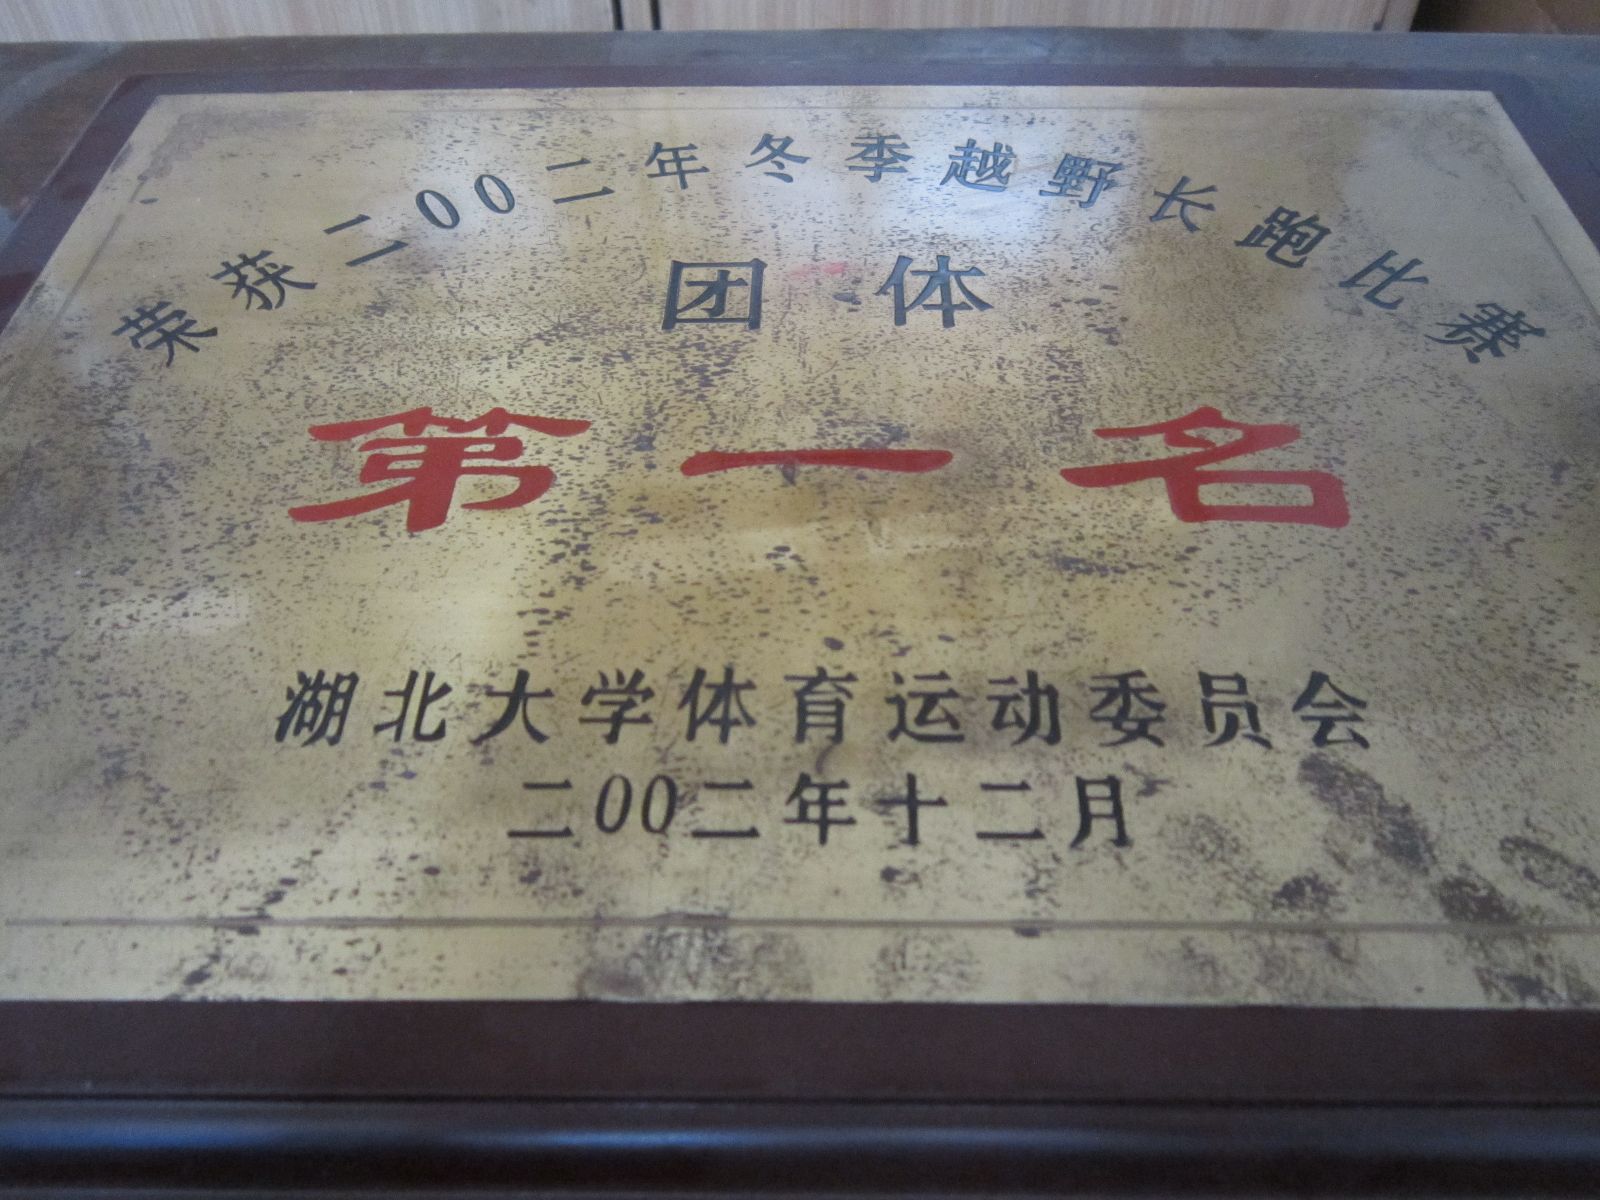 荣获二00二年冬季越野长跑比赛
团体
第一名
湖北大学体育运动委员会
二00二年十二月